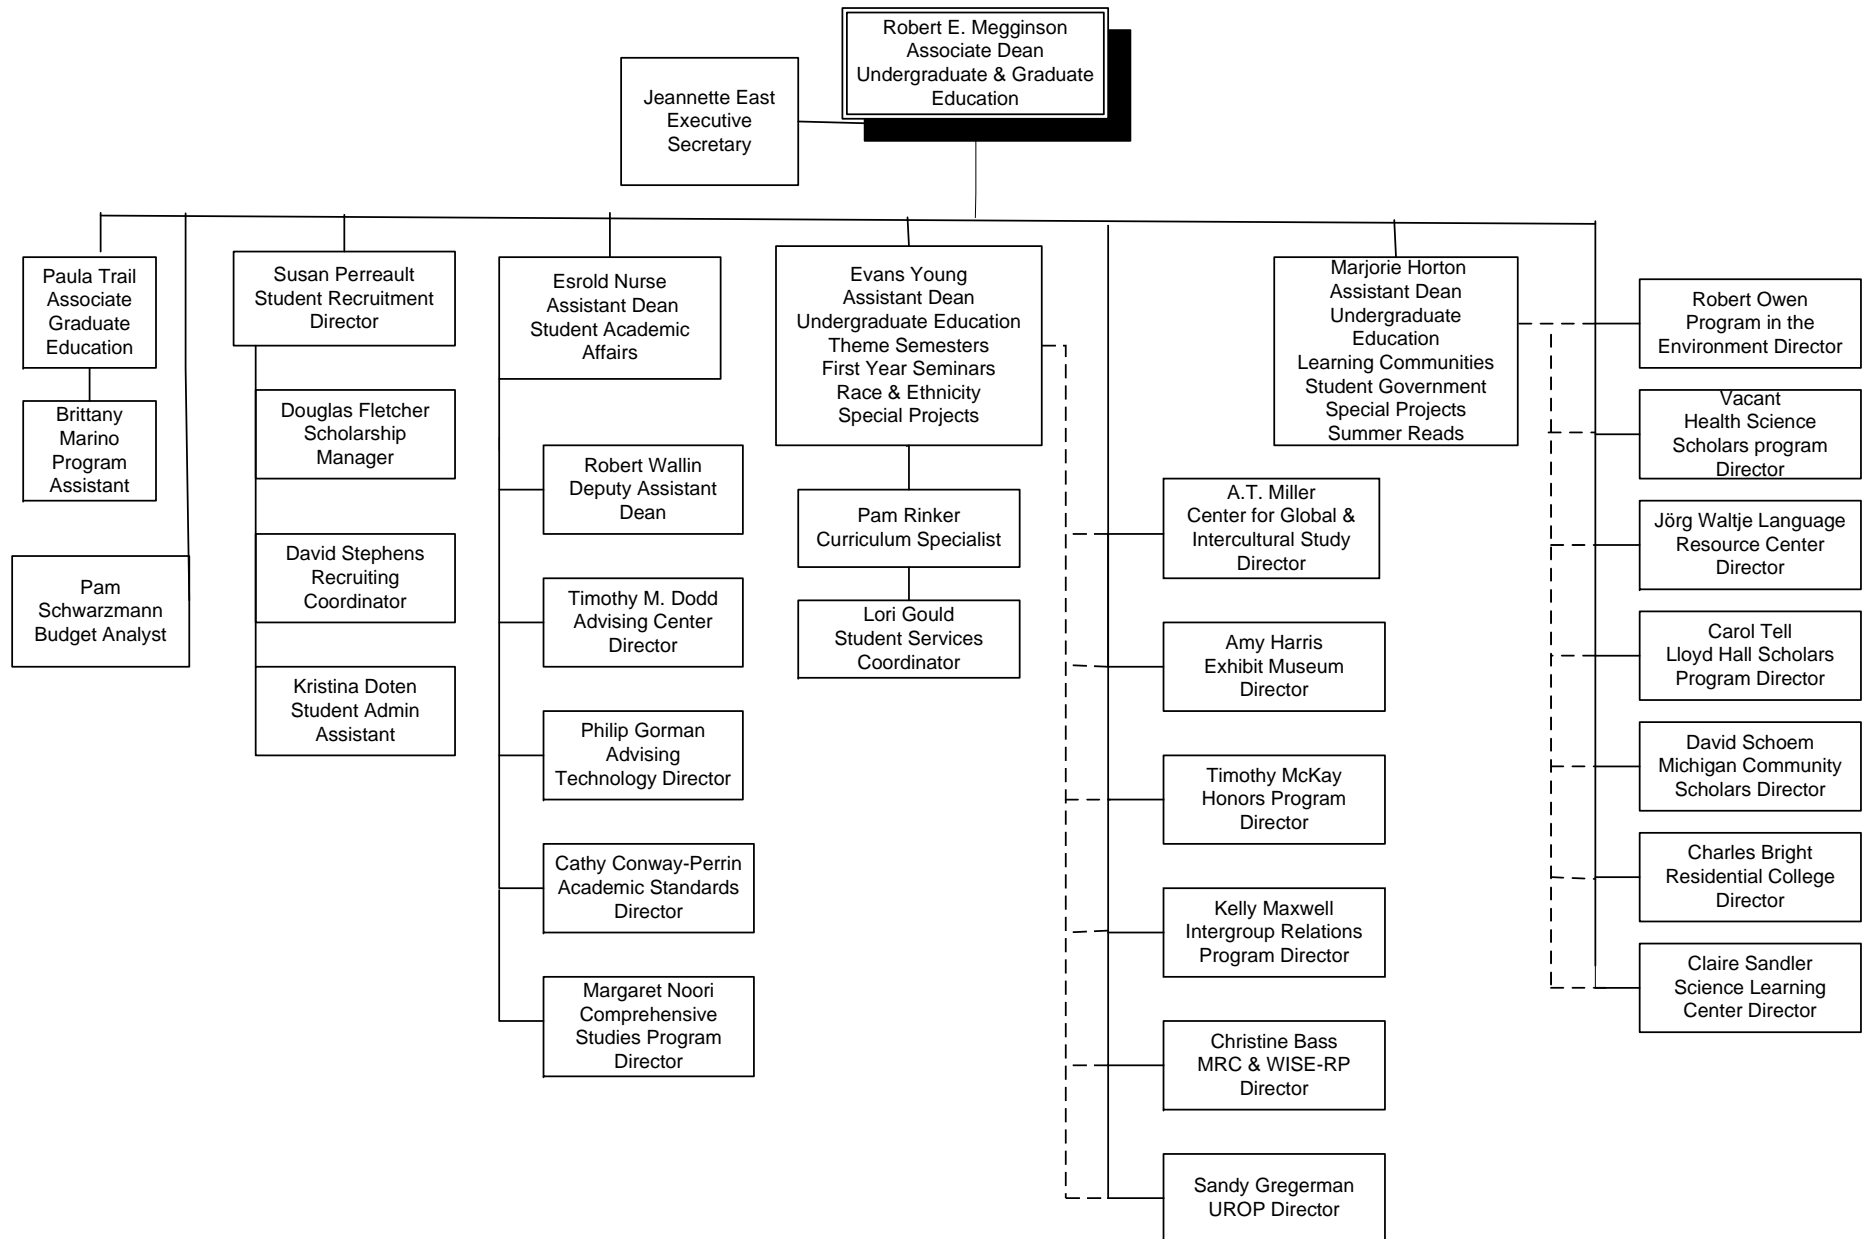 Robert E. Megginson
Associate Dean
Undergraduate & Graduate
Education
Jeannette East
Executive
Secretary
Paula Trail
Associate
Graduate
Education
Brittany
Marino
Program
Assistant
Pam
Schwarzmann
Budget Analyst
Susan Perreault
Student Recruitment
Director
Douglas Fletcher
Scholarship
Manager
David Stephens
Recruiting
Coordinator
Kristina Doten
Student Admin
Assistant
Esrold Nurse
Assistant Dean
Student Academic
Affairs
Robert Wallin
Deputy Assistant
Dean
Timothy M. Dodd
Advising Center
Director
Philip Gorman
Advising
Technology Director
Cathy Conway-Perrin
Academic Standards
Director
Margaret Noori
Comprehensive
Studies Program
Director
Evans Young
Assistant Dean
Undergraduate Education
Theme Semesters
First Year Seminars
Race & Ethnicity
Special Projects
Pam Rinker
Curriculum Specialist
Lori Gould
Student Services
Coordinator
A.T. Miller
Center for Global &
Intercultural Study
Director
Amy Harris
Exhibit Museum
Director
Timothy McKay
Honors Program
Director
Kelly Maxwell
Intergroup Relations
Program Director
Christine Bass
MRC & WISE-RP
Director
Sandy Gregerman
UROP Director
Marjorie Horton
Assistant Dean
Undergraduate
Education
Learning Communities
Student Government
Special Projects
Summer Reads
Robert Owen
Program in the
Environment Director
Vacant
Health Science
Scholars program
Director
Jörg Waltje Language
Resource Center
Director
Carol Tell
Lloyd Hall Scholars
Program Director
David Schoem
Michigan Community
Scholars Director
Charles Bright
Residential College
Director
Claire Sandler
Science Learning
Center Director